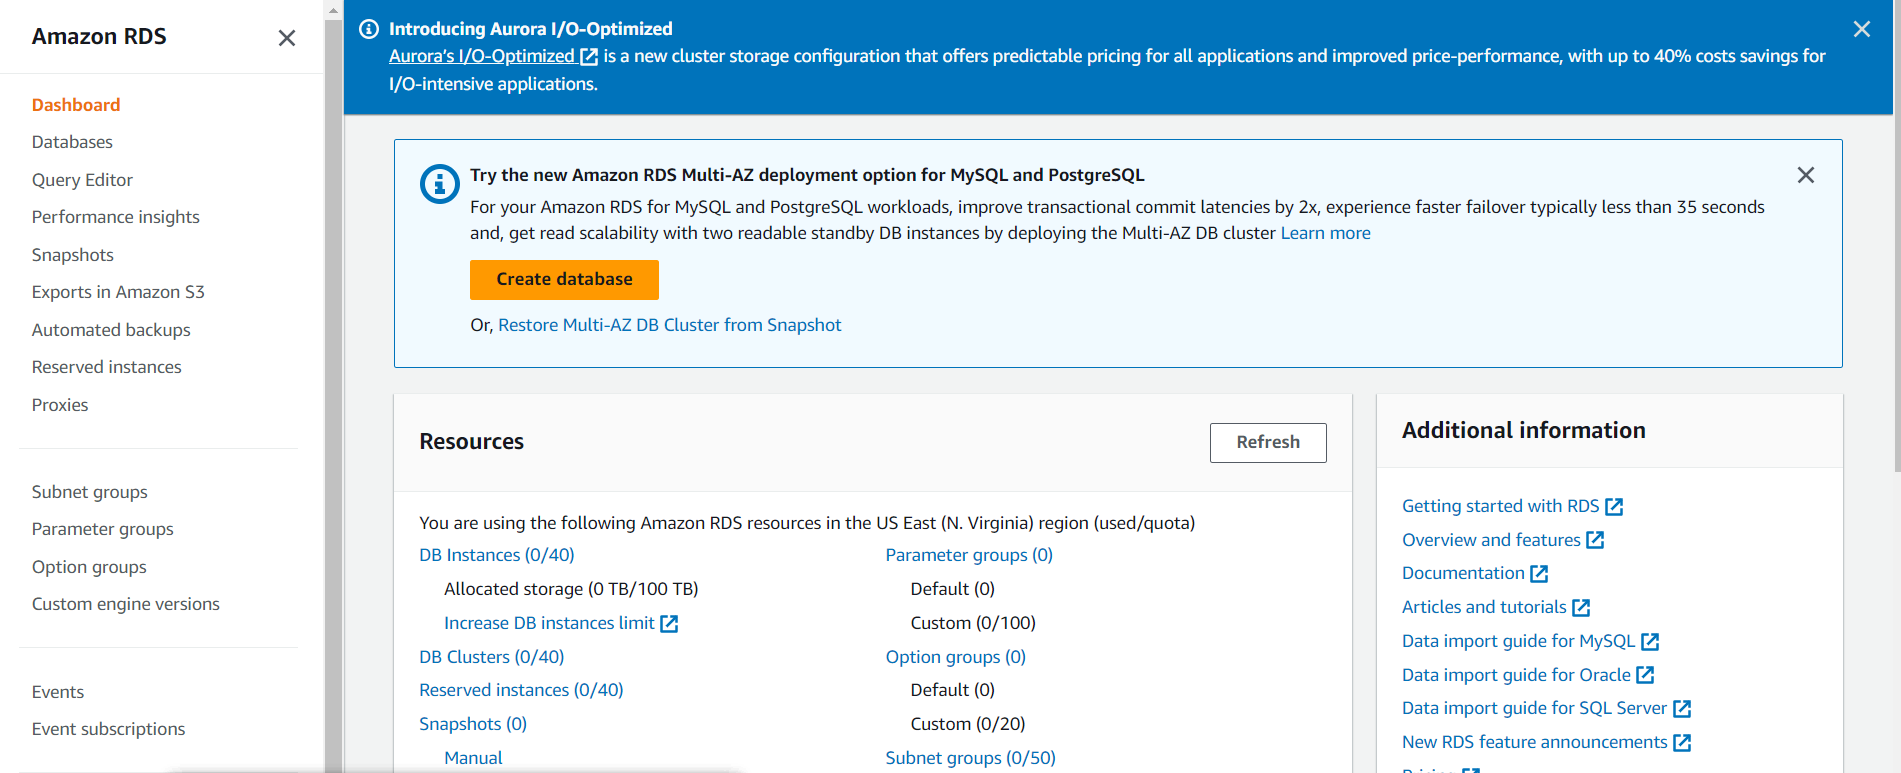 Amazon RDS
Dashboard
Databases
Query Editor
Performance insights
Snapshots
Exports in Amazon S3
Automated backups
Reserved instances
Proxies
Subnet groups
Parameter groups
Option groups
Custom engine versions
Events
Event subscriptions
Introducing Aurora I/O-Optimized
Aurora's I/O-Optimized is a new cluster storage configuration that offers predictable pricing for all applications and improved price-performance, with up to 40% costs savings for
I/O-intensive applications.
Try the new Amazon RDS Multi-AZ deployment option for MySQL and PostgreSQL
For your Amazon RDS for MySQL and PostgreSQL workloads, improve transactional commit latencies by 2x, experience faster failover typically less than 35 seconds
and, get read scalability with two readable standby DB instances by deploying the Multi-AZ DB cluster Learn more
Create database
Or, Restore Multi-AZ DB Cluster from Snapshot
Resources
Refresh
You are using the following Amazon RDS resources in the US East (N. Virginia) region (used/quota)
DB Instances (0/40)
Allocated storage (0 TB/100 TB)
Increase DB instances limit
DB Clusters (0/40)
Reserved instances (0/40)
Snapshots (0)
Manual
Parameter groups (0)
Default (0)
Custom (0/100)
Option groups (0)
Default (0)
Custom (0/20)
Subnet groups (0/50)
Additional information
Getting started with RDS
Overview and features
Documentation
Articles and tutorials
Data import guide for MySQL
Data import guide for Oracle
Data import guide for SQL Server
New RDS feature announcements